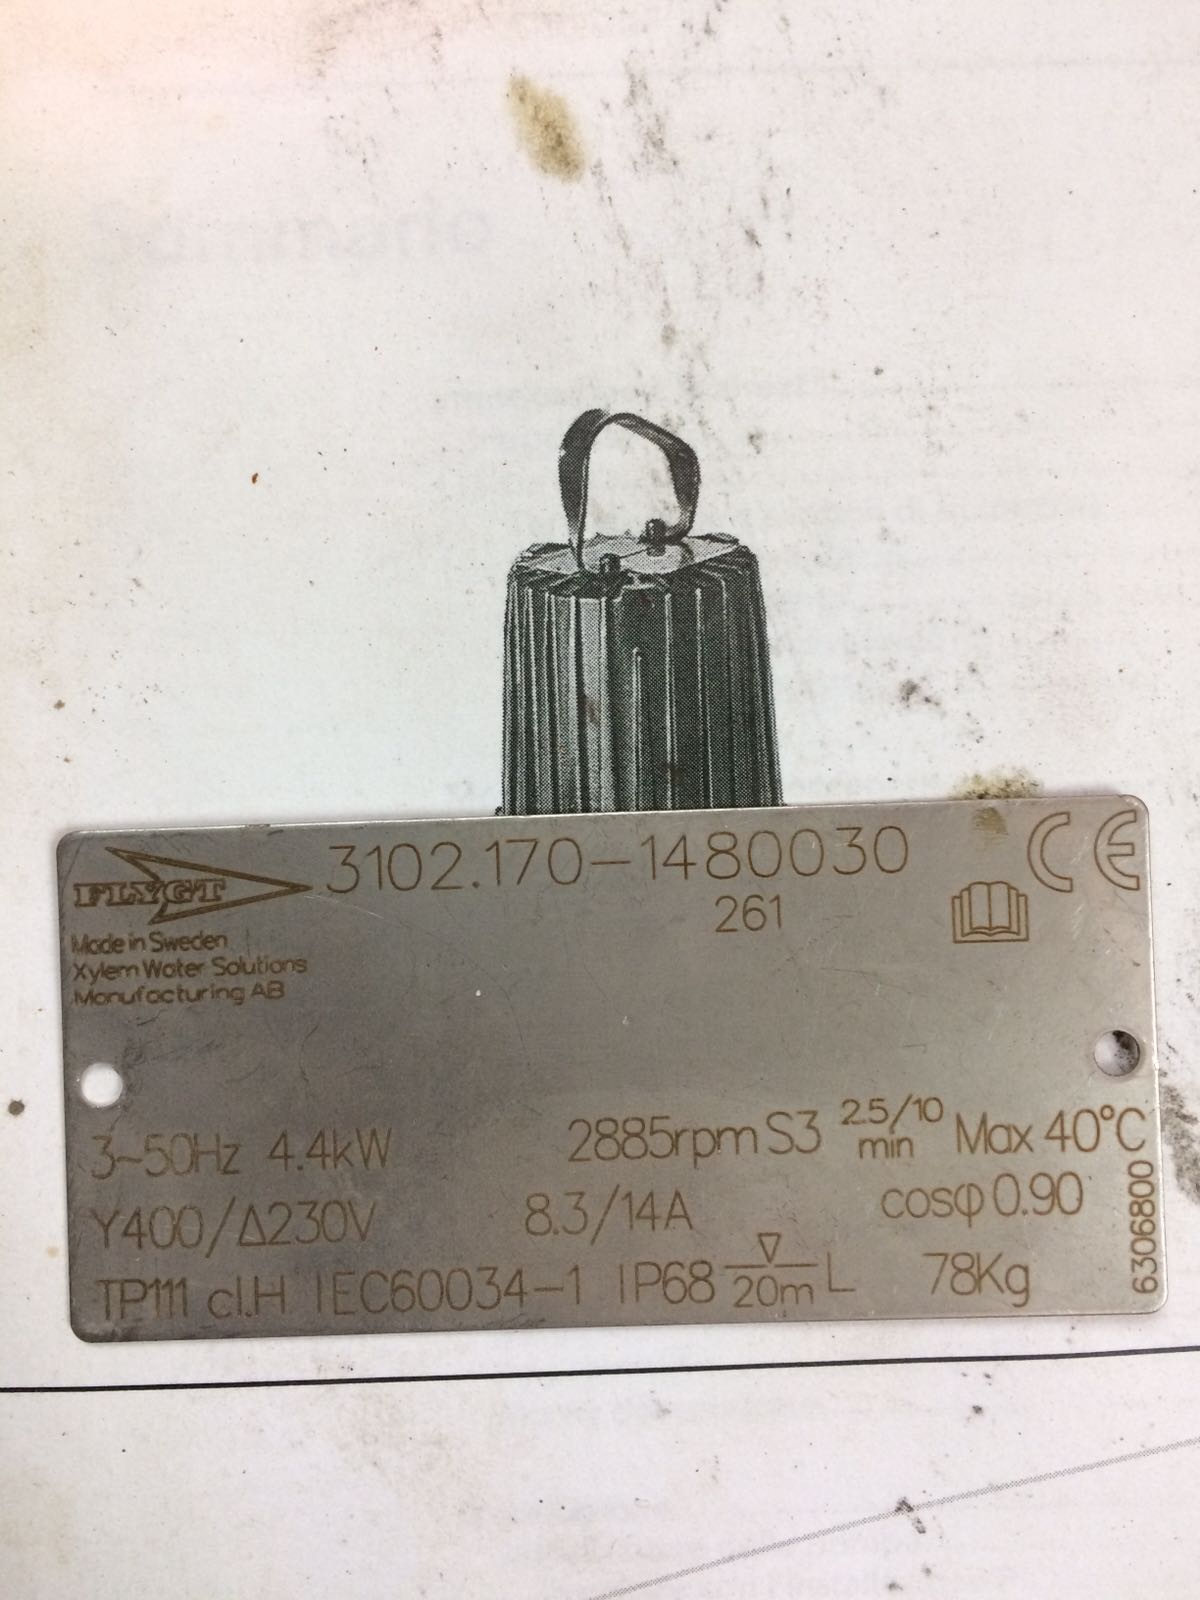 FLYGT
3102.170-1480030
261
CE
Made in Sweden
Xylem Water Solutions
Manufacturing AB
3~50Hz 4.4kW 2885rpm S3 2.5/10 min Max 40°C
Y400/Δ230V 8.3/14A cosφ 0.90
TP111 cl.H IEC60034-1 IP68 20m L 78Kg
6306800